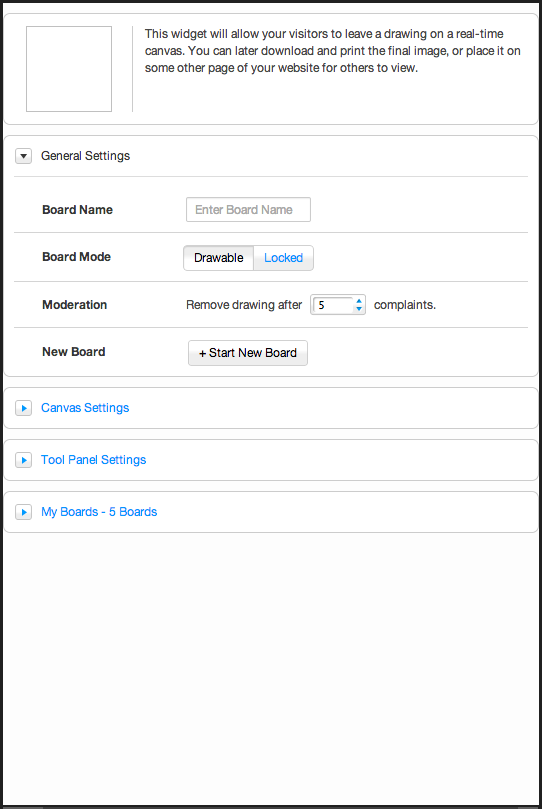 This widget will allow your visitors to leave a drawing on a real-time
canvas. You can later download and print the final image, or place it on
some other page of your website for others to view.
General Settings
Board Name Enter Board Name
Board Mode Drawable Locked
Moderation Remove drawing after 5 complaints.
New Board + Start New Board
Canvas Settings
Tool Panel Settings
My Boards - 5 Boards